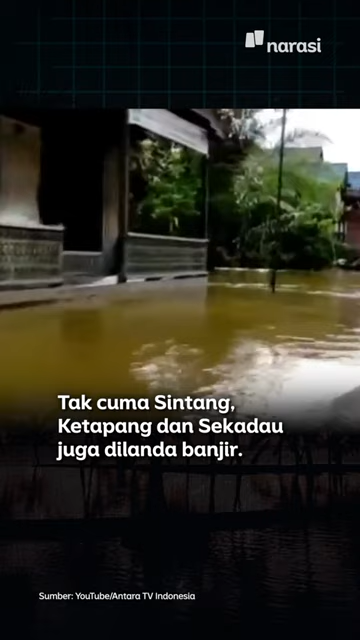 narasi
Tak cuma Sintang,
Ketapang dan Sekadau
juga dilanda banjir.
Sumber: YouTube/Antara TV Indonesia